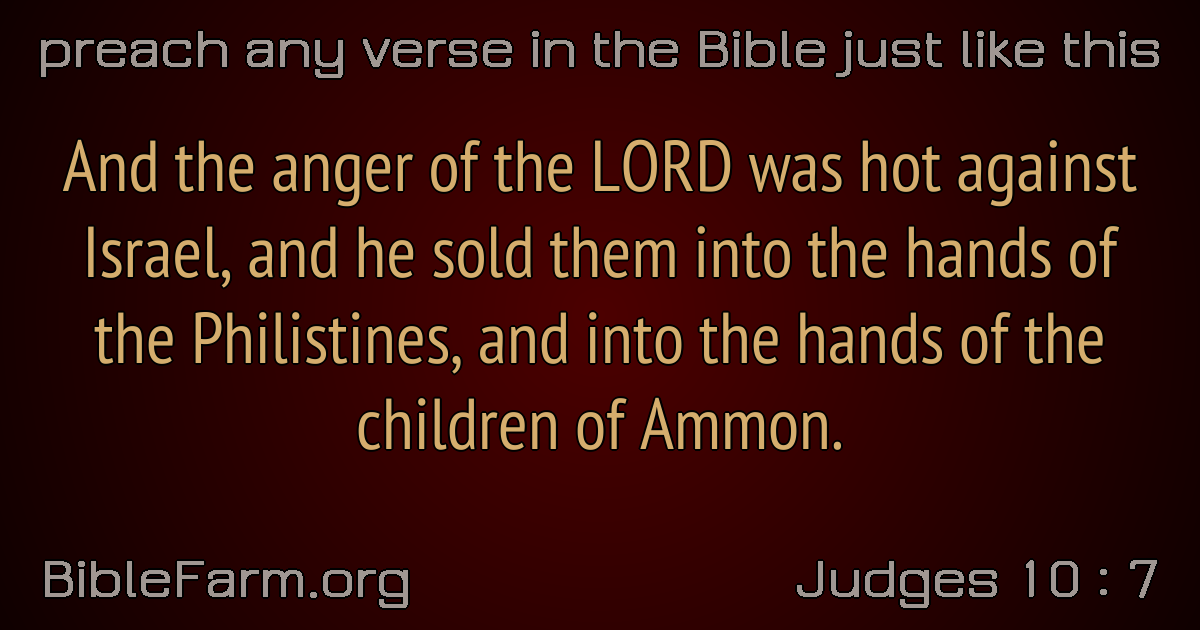 preach any verse in the Bible just like this
And the anger of the LORD was hot against
Israel, and he sold them into the hands of
the Philistines, and into the hands of the
children of Ammon.
BibleFarm.org
Judges 10 : 7